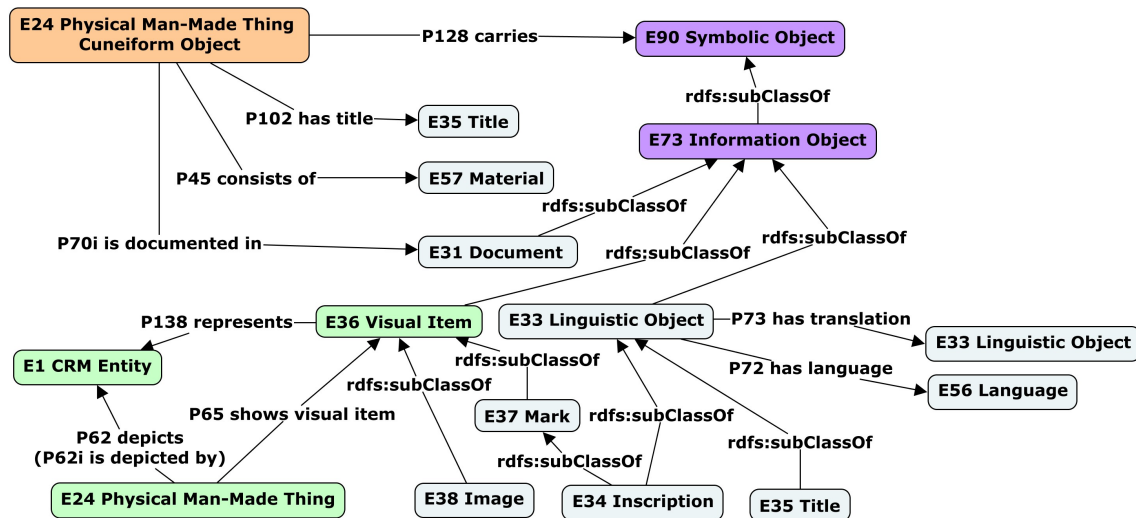 E24 Physical Man-Made Thing
Cuneiform Object
P128 carries
E90 Symbolic Object
rdfs:subClassOf
P102 has title
E35 Title
E73 Information Object
P45 consists of
E57 Material
rdfs:subClassOf
P70i is documented in
E31 Document
rdfs:subClassOf
rdfs:subClassOf
P138 represents
E36 Visual Item
E33 Linguistic Object
P73 has translation
E33 Linguistic Object
E1 CRM Entity
rdfs:subClassOf
P72 has language
E56 Language
rdfs:subClassOf
P65 shows visual item
E37 Mark
rdfs:subClassOf
P62 depicts
(P62i is depicted by)
rdfs:subClassOf
rdfs:subClassOf
E24 Physical Man-Made Thing
E38 Image
E34 Inscription
E35 Title